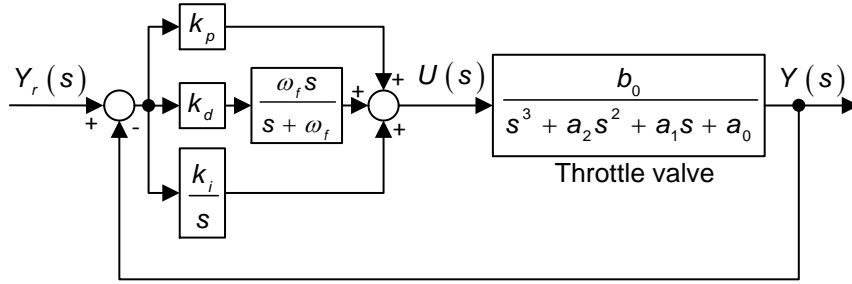 k_p
Y_r(s)
+
-
k_d
ω_f s
s + ω_f
+
+
+
U(s)
b_0
s^3 + a_2 s^2 + a_1 s + a_0
Y(s)
Throttle valve
k_i
s